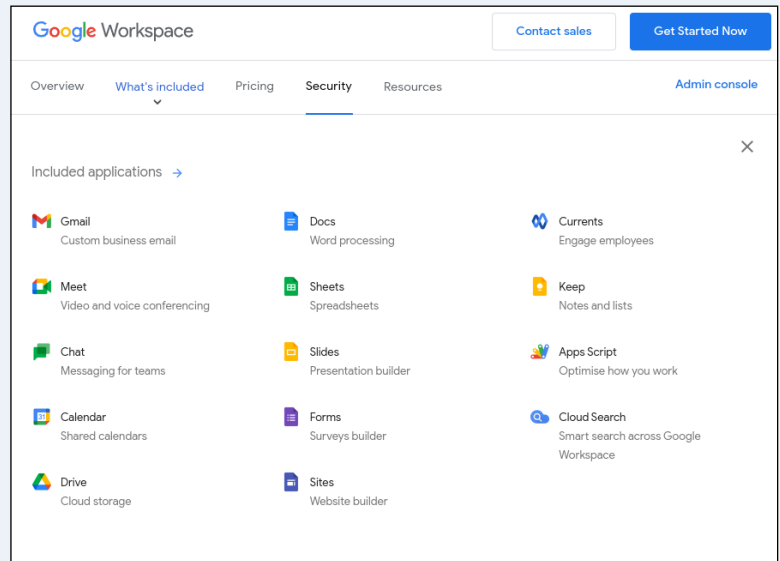 Google Workspace
Contact sales
Get Started Now
Overview
What's included
Pricing
Security
Resources
Admin console
Included applications →
Gmail
Custom business email
Meet
Video and voice conferencing
Chat
Messaging for teams
31
Calendar
Shared calendars
Drive
Cloud storage
Docs
Word processing
Sheets
Spreadsheets
Slides
Presentation builder
Forms
Surveys builder
Sites
Website builder
Currents
Engage employees
Keep
Notes and lists
Apps Script
Optimise how you work
Cloud Search
Smart search across Google
Workspace